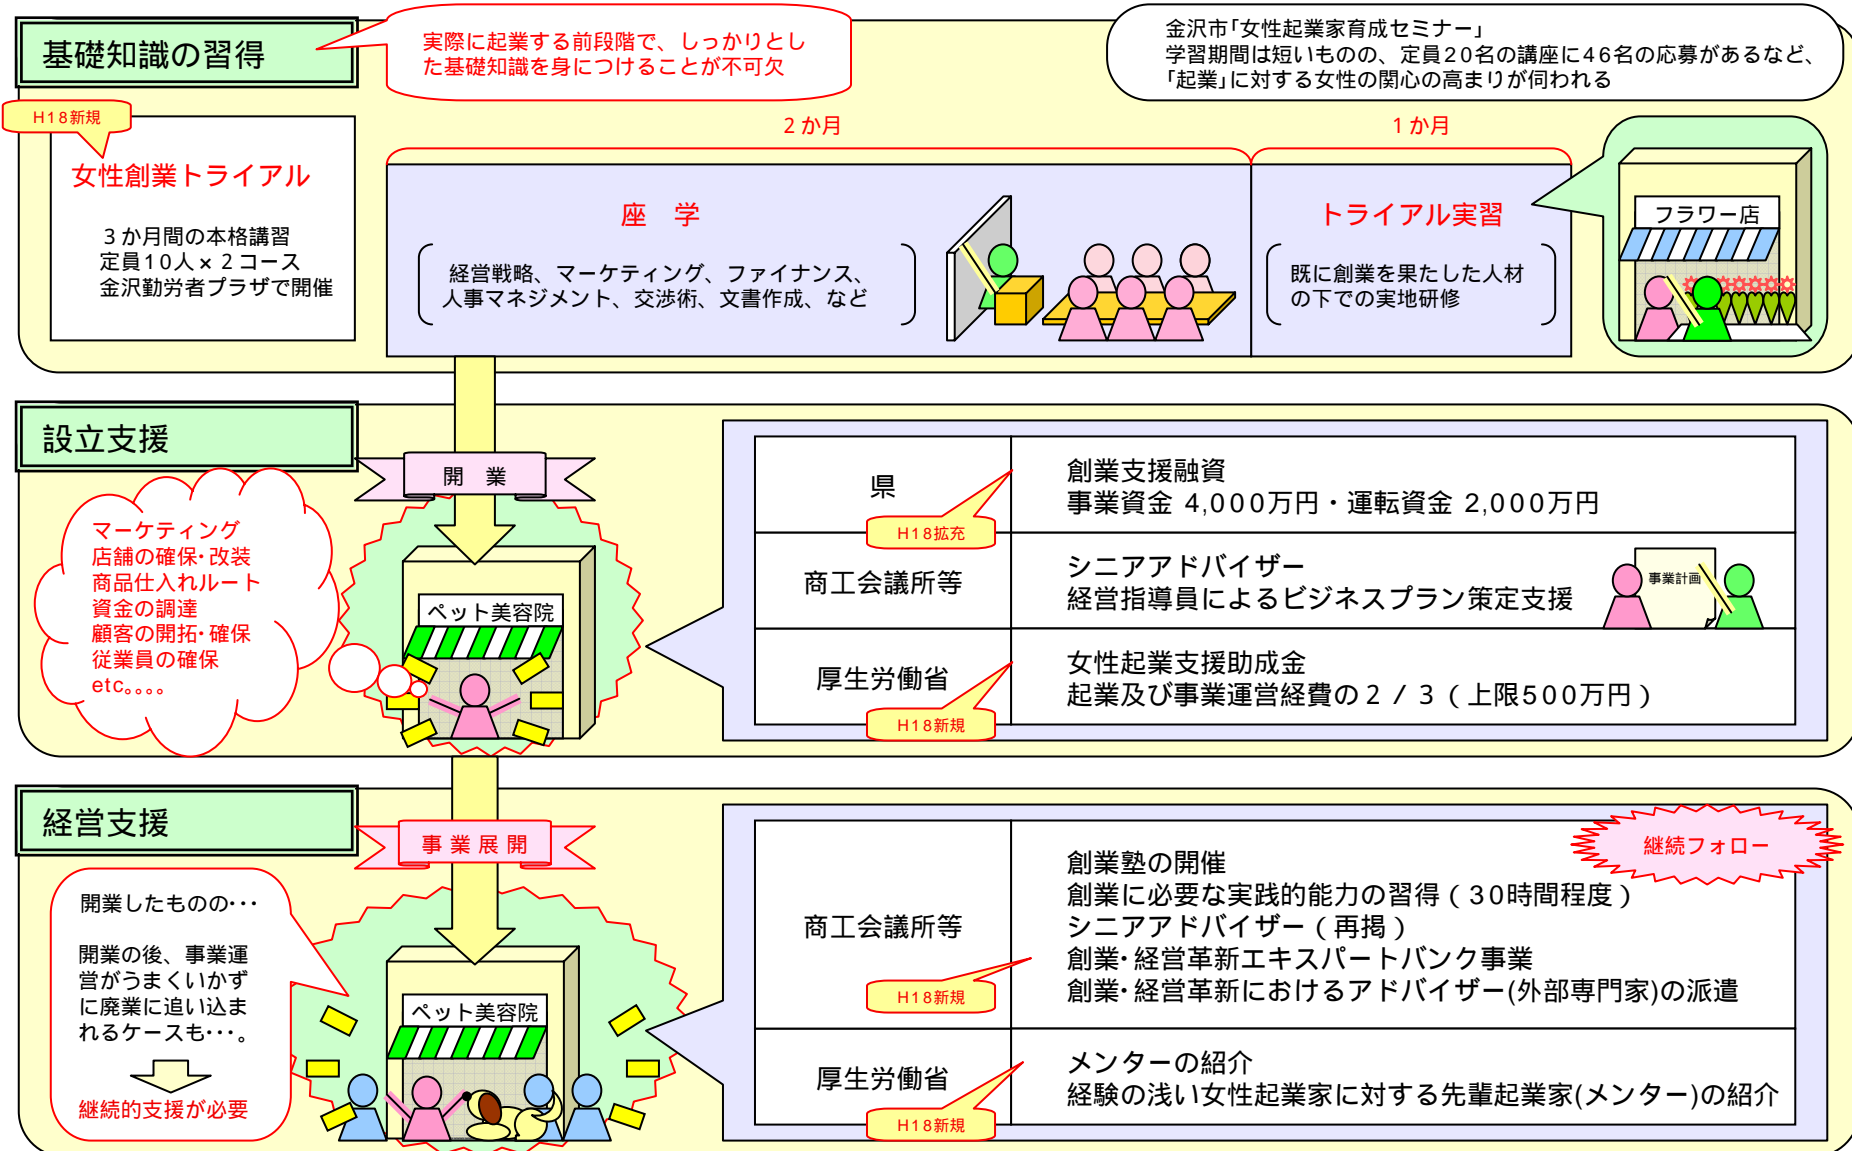 基礎知識の習得
実際に起業する前段階で、しっかりとし
た基礎知識を身につけることが不可欠
金沢市「女性起業家育成セミナー」
学習期間は短いものの、定員20名の講座に46名の応募があるなど、
「起業」に対する女性の関心の高まりが伺われる
H18新規
女性創業トライアル
3か月間の本格講習
定員10人×2コース
金沢勤労者プラザで開催
2か月
1か月
座 学
経営戦略、マーケティング、ファイナンス、
人事マネジメント、交渉術、文書作成、など
トライアル実習
既に創業を果たした人材
の下での実地研修
フラワー店
設立支援
開 業
マーケティング
店舗の確保・改装
商品仕入れルート
資金の調達
顧客の開拓・確保
従業員の確保
etc。。。。
ペット美容院
県
H18拡充
創業支援融資
事業資金 4,000万円・運転資金 2,000万円
商工会議所等
シニアアドバイザー
経営指導員によるビジネスプラン策定支援
事業計画
厚生労働省
H18新規
女性起業支援助成金
起業及び事業運営経費の2/3(上限500万円)
経営支援
事業展開
開業したものの・・・
開業の後、事業運
営がうまくいかず
に廃業に追い込ま
れるケースも・・・。
継続的支援が必要
ペット美容院
継続フォロー
商工会議所等
H18新規
創業塾の開催
創業に必要な実践的能力の習得(30時間程度)
シニアアドバイザー(再掲)
創業・経営革新エキスパートバンク事業
創業・経営革新におけるアドバイザー(外部専門家)の派遣
厚生労働省
H18新規
メンターの紹介
経験の浅い女性起業家に対する先輩起業家(メンター)の紹介